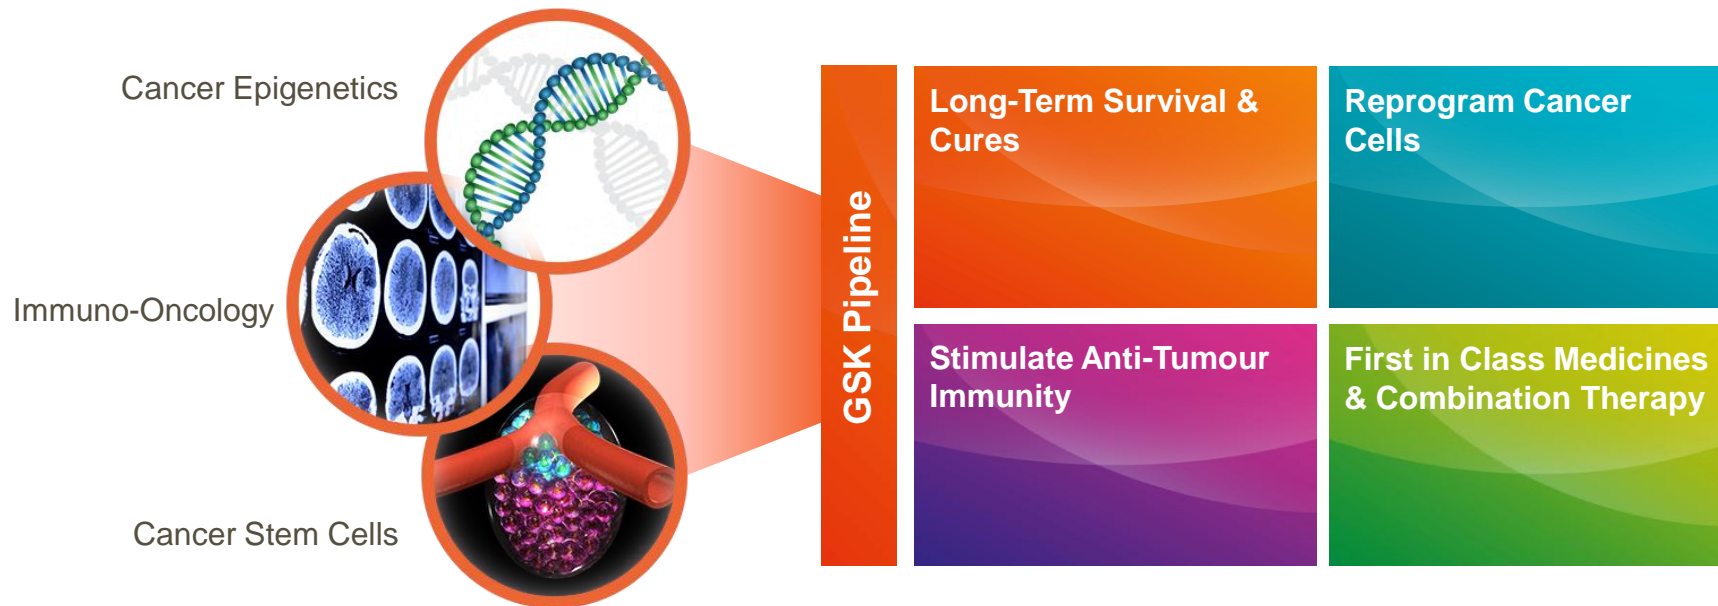 Cancer Epigenetics
Immuno-Oncology
Cancer Stem Cells
GSK Pipeline
Long-Term Survival &
Cures
Reprogram Cancer
Cells
Stimulate Anti-Tumour
Immunity
First in Class Medicines
& Combination Therapy